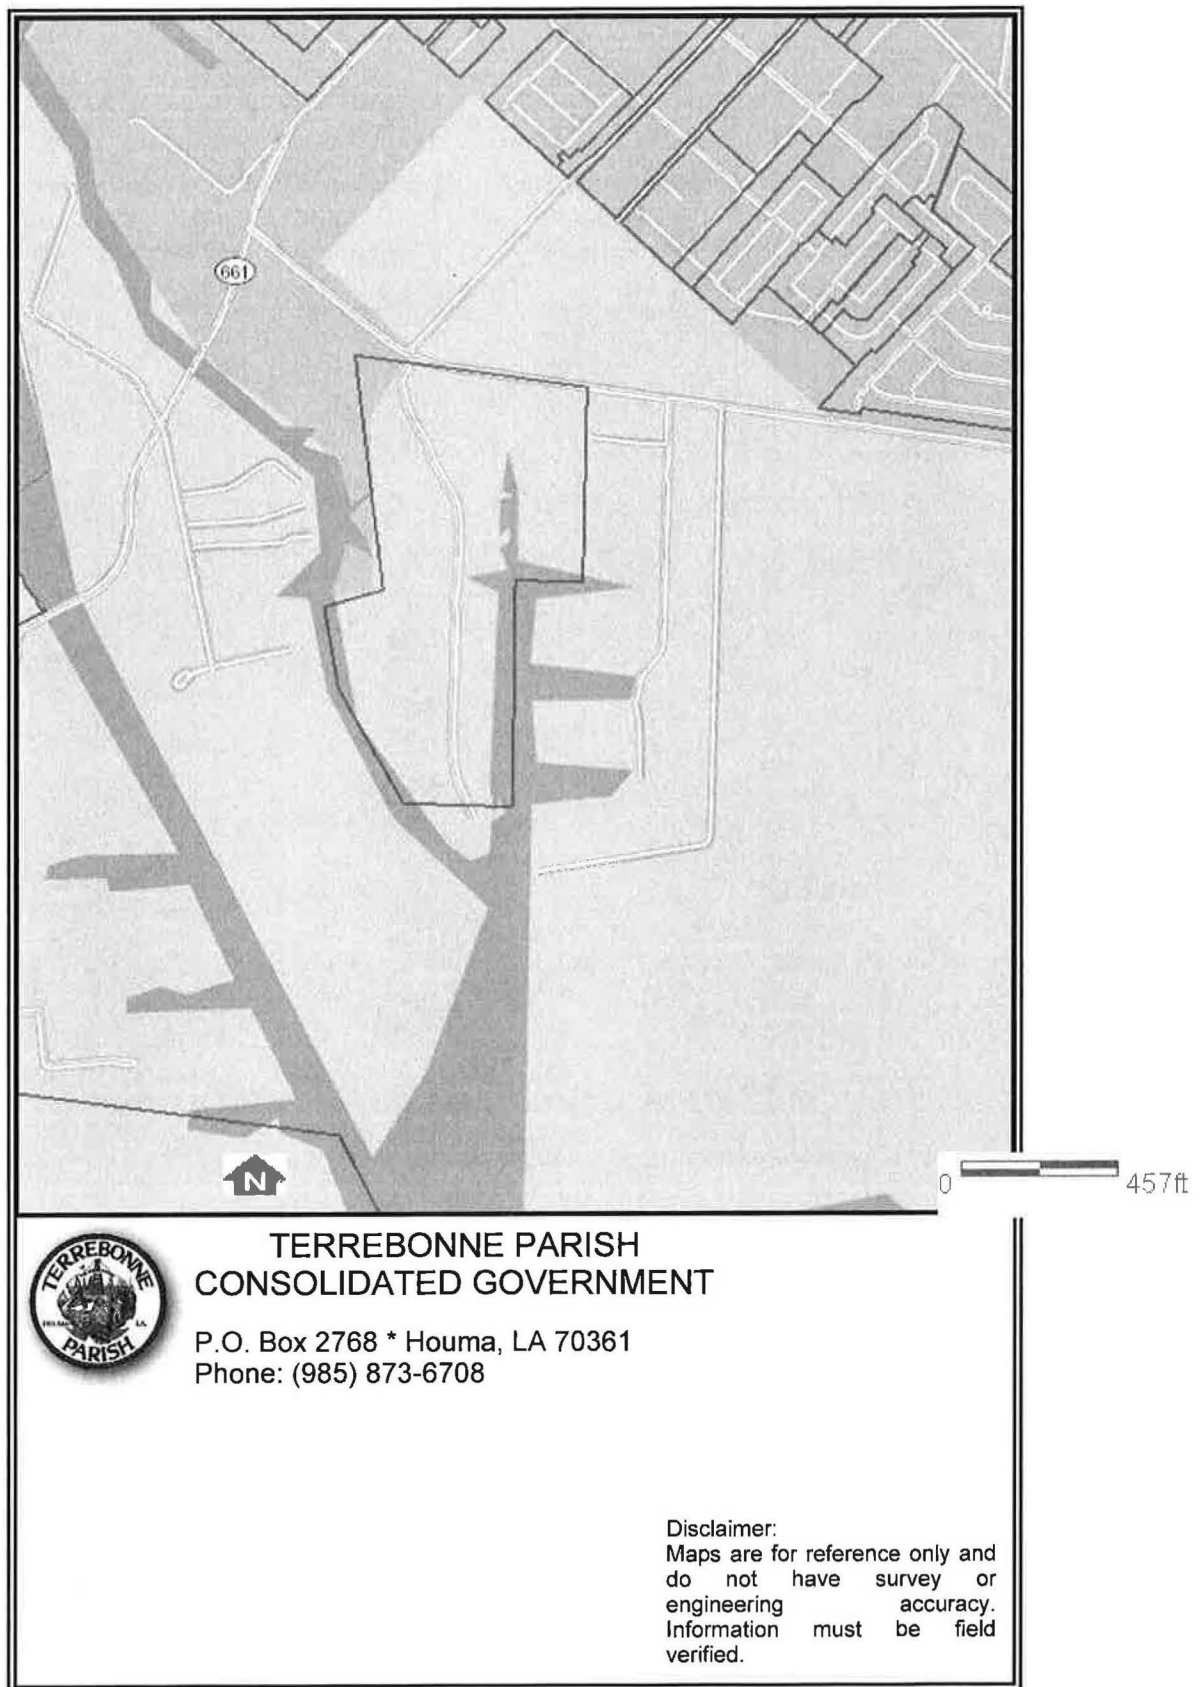 661
N
0 457ft
TERREBONNE
PARISH
TERREBONNE PARISH
CONSOLIDATED GOVERNMENT
P.O. Box 2768 * Houma, LA 70361
Phone: (985) 873-6708
Disclaimer:
Maps are for reference only and
do not have survey or
engineering accuracy.
Information must be field
verified.